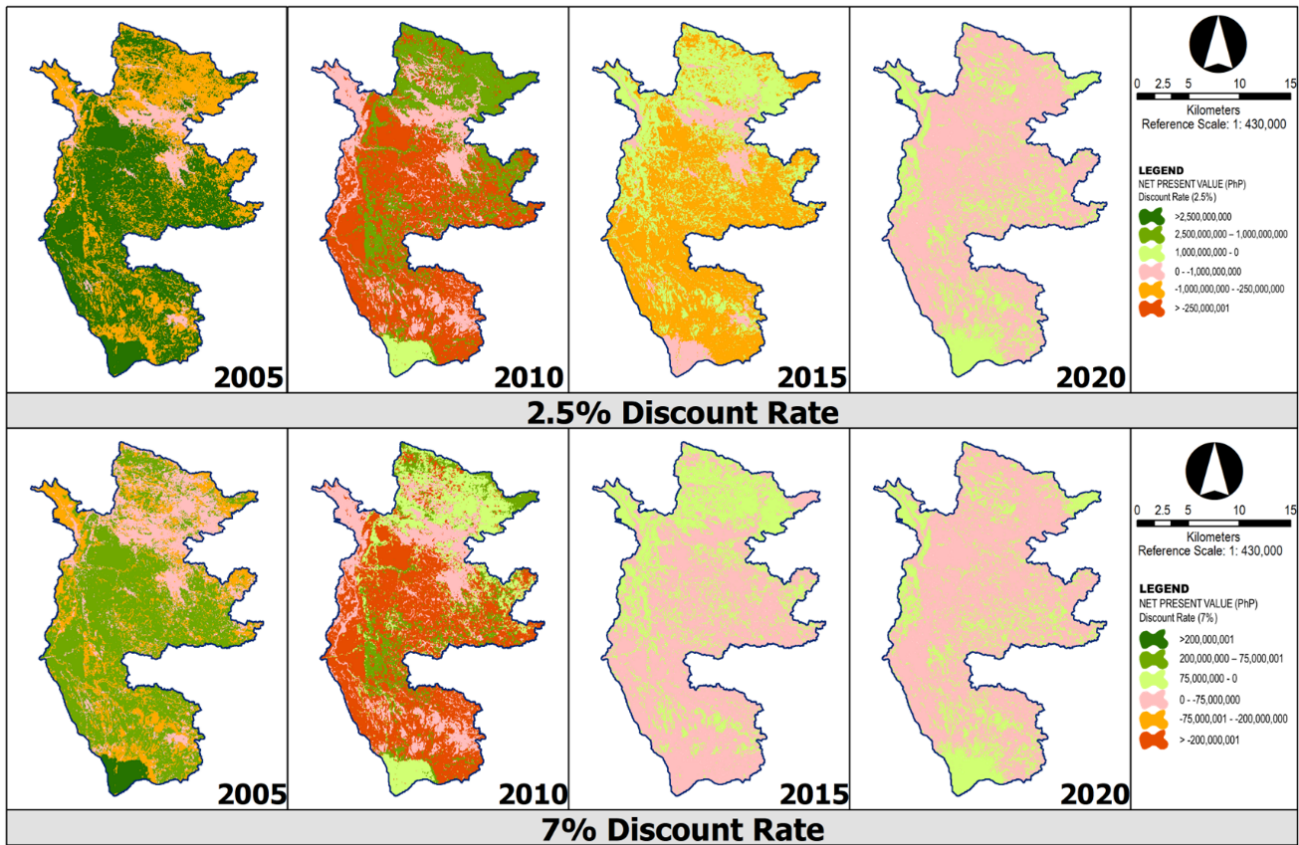 2005
2010
2015
2020
0 2.5 5 10 15
Kilometers
Reference Scale: 1: 430,000
LEGEND
NET PRESENT VALUE (PhP)
Discount Rate (2.5%)
>2,500,000,000
2,500,000,000 – 1,000,000,000
1,000,000,000 - 0
0 - -1,000,000,000
-1,000,000,000 - -250,000,000
> -250,000,001
2.5% Discount Rate
2005
2010
2015
2020
0 2.5 5 10 15
Kilometers
Reference Scale: 1: 430,000
LEGEND
NET PRESENT VALUE (PhP)
Discount Rate (7%)
>200,000,001
200,000,000 – 75,000,001
75,000,000 - 0
0 - -75,000,000
-75,000,001 - -200,000,000
> -200,000,001
7% Discount Rate